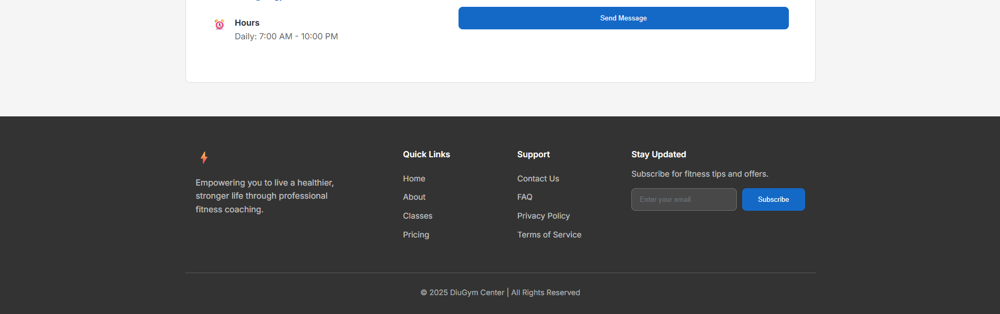 Hours
Daily: 7:00 AM - 10:00 PM
Send Message
Empowering you to live a healthier,
stronger life through professional
fitness coaching.
Quick Links
Home
About
Classes
Pricing
Support
Contact Us
FAQ
Privacy Policy
Terms of Service
Stay Updated
Subscribe for fitness tips and offers.
Enter your email
Subscribe
© 2025 DiuGym Center | All Rights Reserved